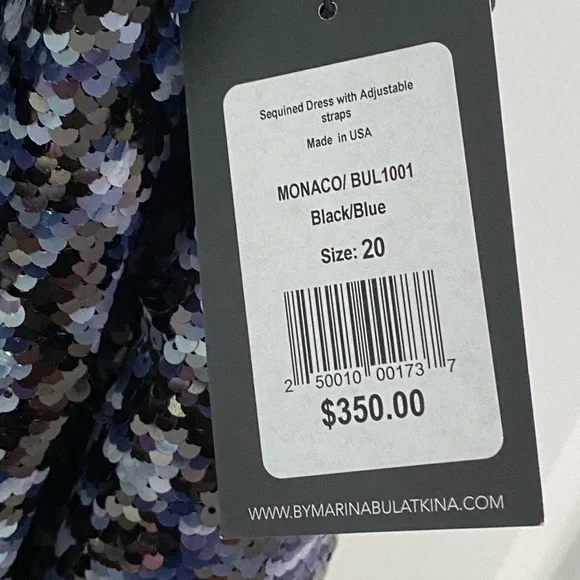 Sequined Dress with Adjustable
straps
Made in USA
MONACO/ BUL1001
Black/Blue
Size: 20
2 50010 00173 7
$350.00
WWW.BYMARINABULATKINA.COM